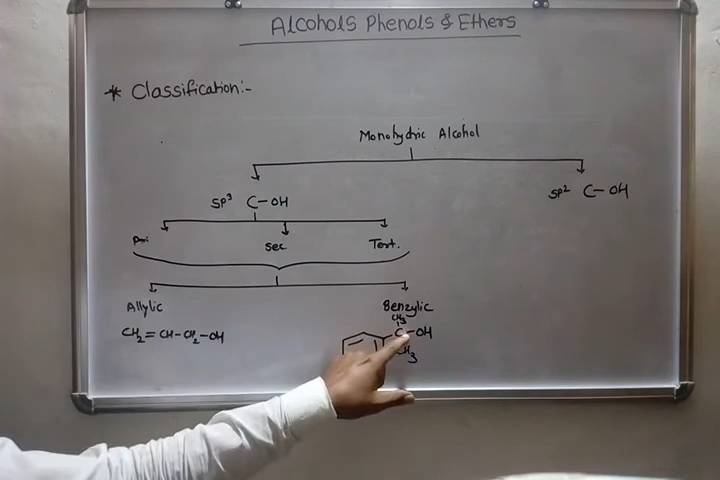 Alcohols Phenols & Ethers
* Classification:-
Monohydric Alcohol
SP³ C-OH
SP² C-OH
Pri. Sec. Tert.
Allylic Benzylic
CH₃
CH₂=CH-CH₂-OH C-OH
CH₃